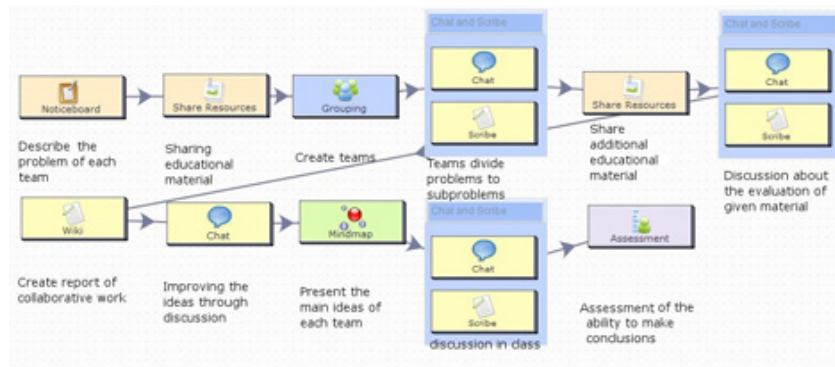 Chat and Scribe
Chat and Scribe
Chat
Chat
Noticeboard
Share Resources
Grouping
Share Resources
Scribe
Scribe
Describe the
problem of each
team
Sharing
educational
material
Create teams
Teams divide
problems to
subproblems
Share
additional
educational
material
Discussion about
the evaluation of
given material
Wiki
Chat
Mindmap
Chat and Scribe
Chat
Scribe
Assessment
Create report of
collaborative work
Improving the
ideas through
discussion
Present the
main ideas of
each team
discussion in class
Assessment of the
ability to make
conclusions